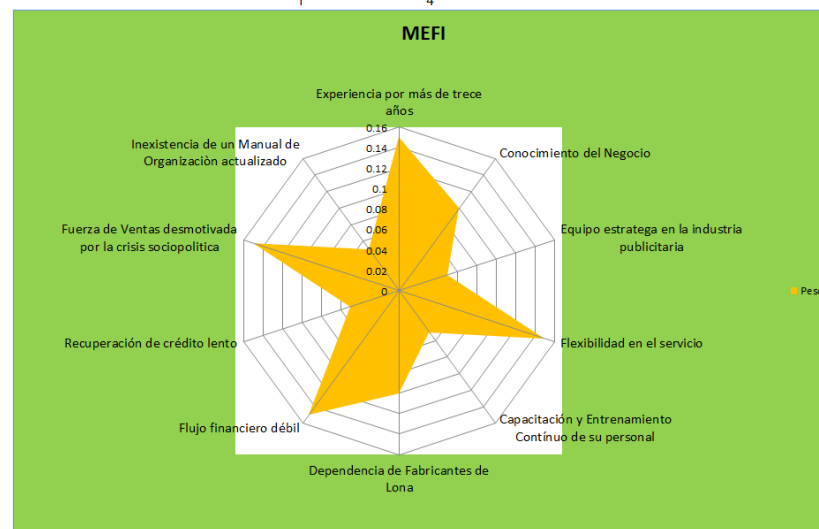 1 4
MEFI
Experiencia por más de trece
años
Conocimiento del Negocio
Equipo estratega en la industria
publicitaria
Flexibilidad en el servicio
Capacitación y Entrenamiento
Contínuo de su personal
Dependencia de Fabricantes de
Lona
Flujo financiero débil
Recuperación de crédito lento
Fuerza de Ventas desmotivada
por la crisis sociopolitica
Inexistencia de un Manual de
Organizaciòn actualizado
0.16
0.14
0.12
0.1
0.08
0.06
0.04
0.02
0